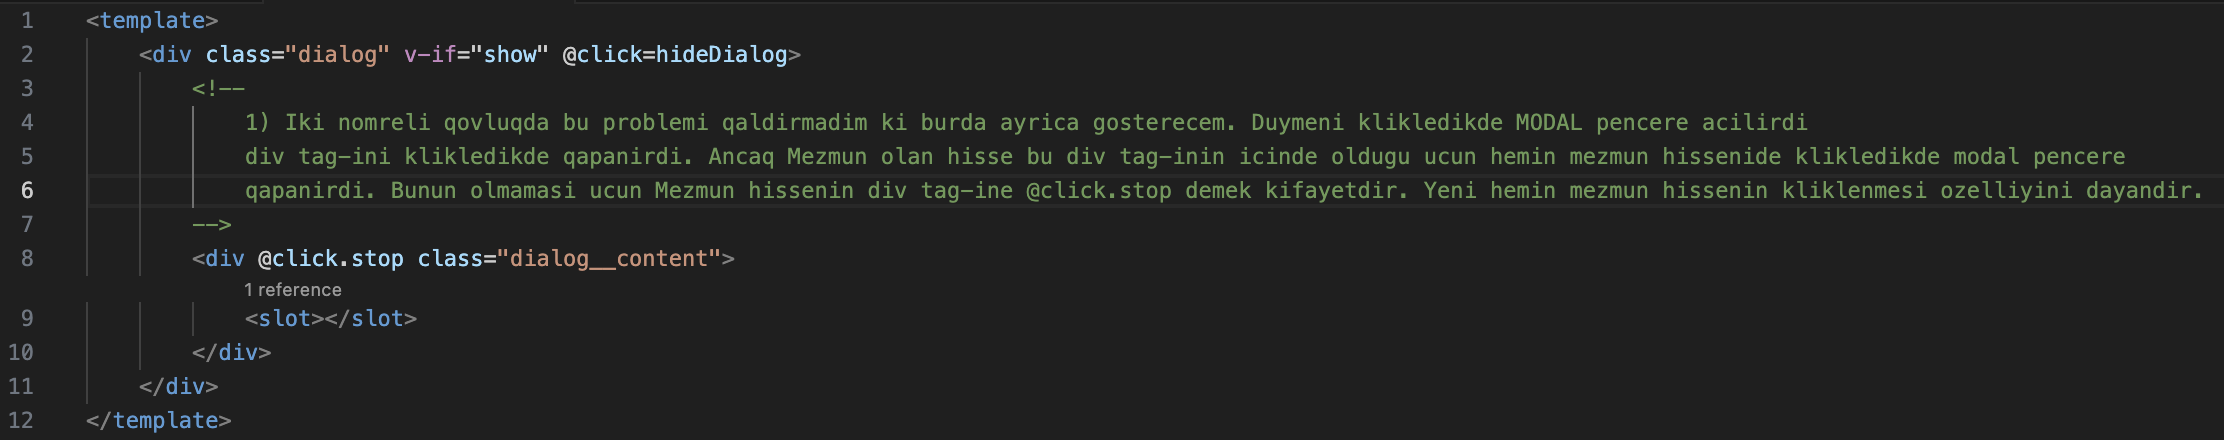 1 <template>
2 <div class="dialog" v-if="show" @click=hideDialog>
3 <!--
4 1) Iki nomreli qovluqda bu problemi qaldirmadim ki burda ayrica gosterecem. Duymeni klikledikde MODAL pencere acilirdi
5 div tag-ini klikledikde qapanirdi. Ancaq Mezmun olan hisse bu div tag-inin icinde oldugu ucun hemin mezmun hissenide klikledikde modal pencere
6 qapanirdi. Bunun olmamasi ucun Mezmun hissenin div tag-ine @click.stop demek kifayetdir. Yeni hemin mezmun hissenin kliklenmesi ozelliyini dayandir.
7 -->
8 <div @click.stop class="dialog__content">
1 reference
9 <slot></slot>
10 </div>
11 </div>
12 </template>